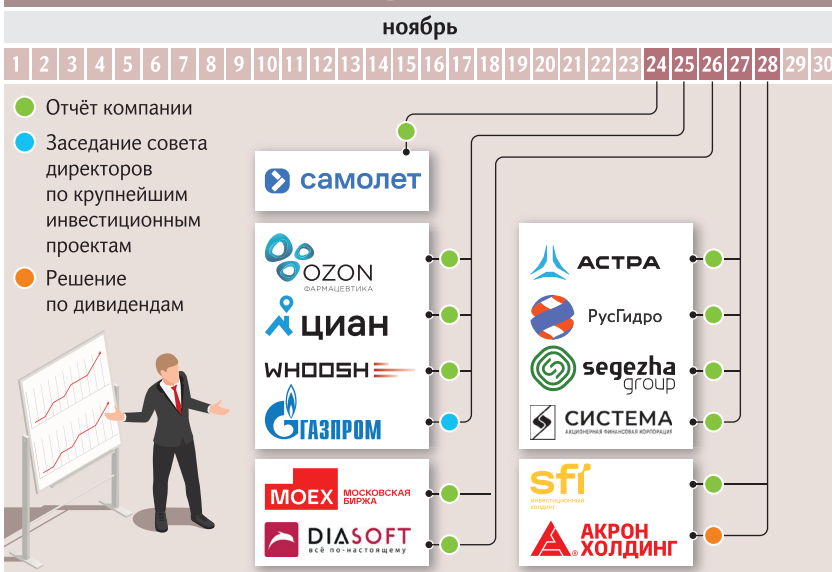 ноябрь
1 2 3 4 5 6 7 8 9 10 11 12 13 14 15 16 17 18 19 20 21 22 23 24 25 26 27 28 29 30
Отчёт компании
Заседание совета
директоров
по крупнейшим
инвестиционным
проектам
Решение
по дивидендам
самолет
OZON
ФАРМАЦЕВТИКА
циан
WHOOSH
ГАЗПРОМ
MOEX
МОСКОВСКАЯ
БИРЖА
DIASOFT
всё по-настоящему
АСТРА
РусГидро
segezha
group
СИСТЕМА
АКЦИОНЕРНАЯ ФИНАНСОВАЯ КОРПОРАЦИЯ
sfi
ИНВЕСТИЦИОННЫЙ
ХОЛДИНГ
АКРОН
ХОЛДИНГ